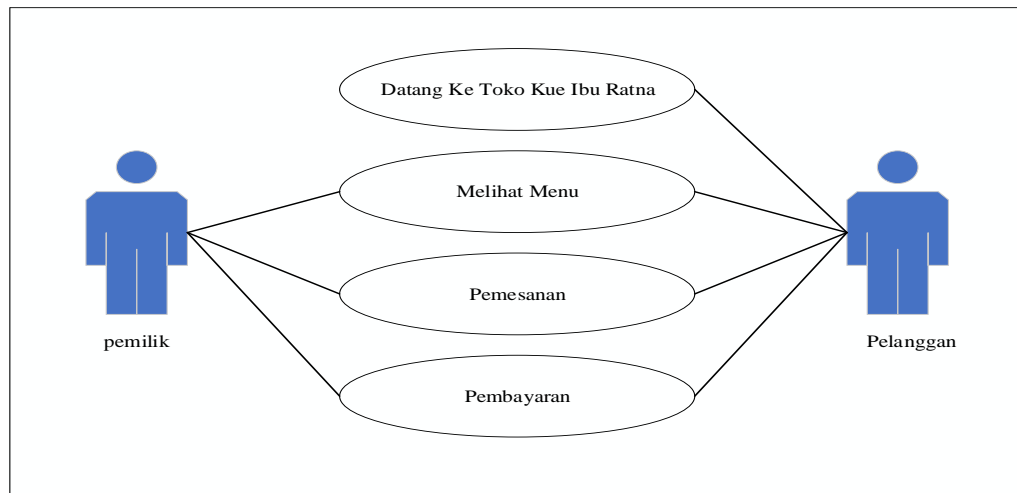 Datang Ke Toko Kue Ibu Ratna
Melihat Menu
Pemesanan
pemilik
Pelanggan
Pembayaran